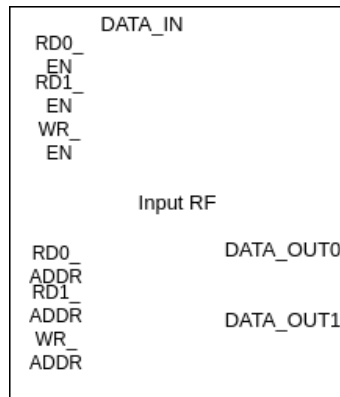 DATA_IN
RD0_
EN
RD1_
EN
WR_
EN
Input RF
RD0_
ADDR
DATA_OUT0
RD1_
ADDR
DATA_OUT1
WR_
ADDR